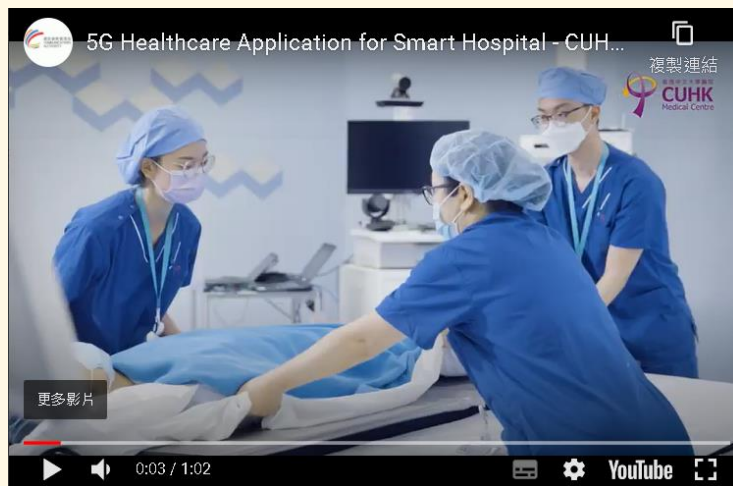 5G Healthcare Application for Smart Hospital - CUH...
複製連結
CUHK
Medical Centre
更多影片
0:03 / 1:02
YouTube